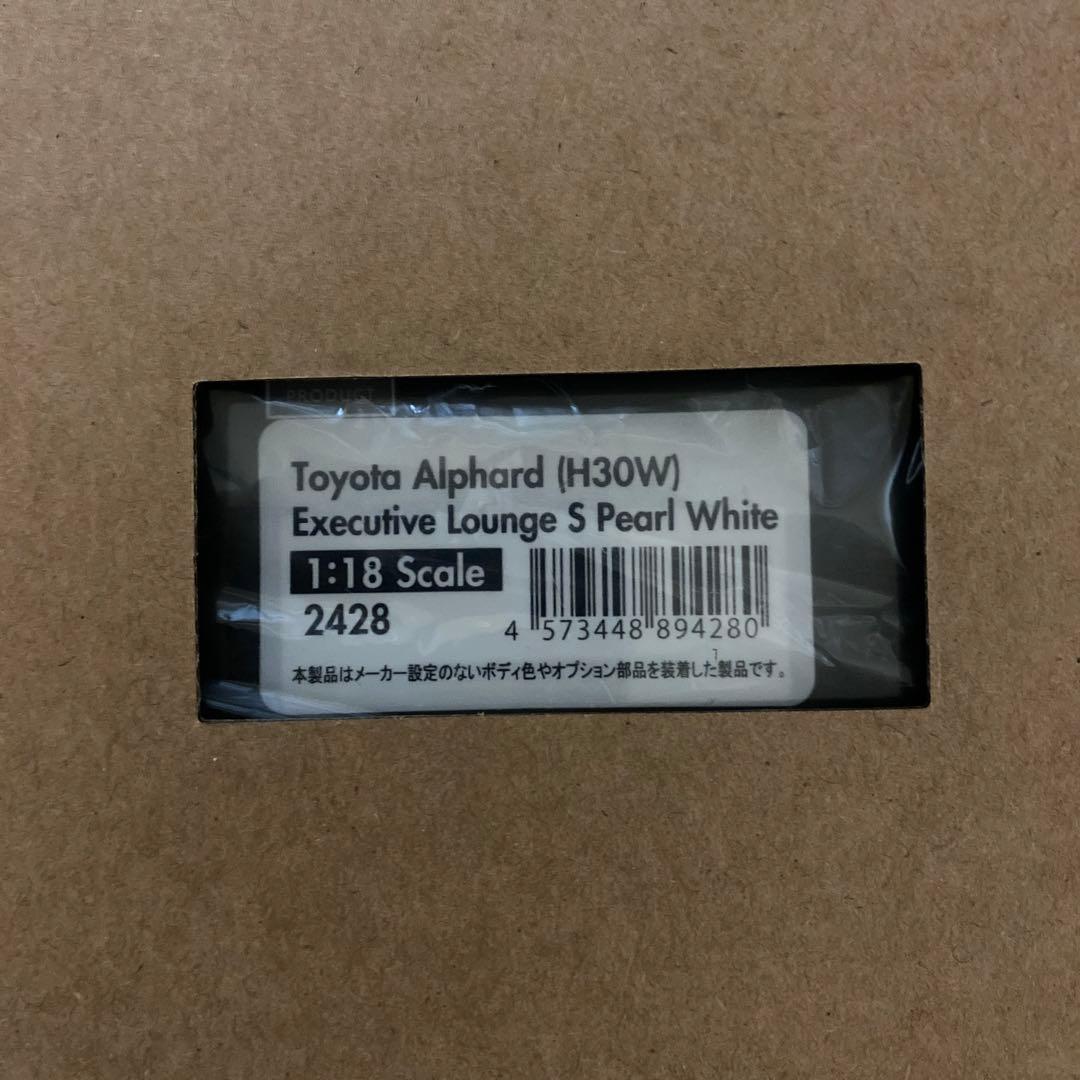 PRODUCT
Toyota Alphard (H30W)
Executive Lounge S Pearl White
1:18 Scale
2428
4 573448 894280
1
本製品はメーカー設定のないボディ色やオプション部品を装着した製品です。